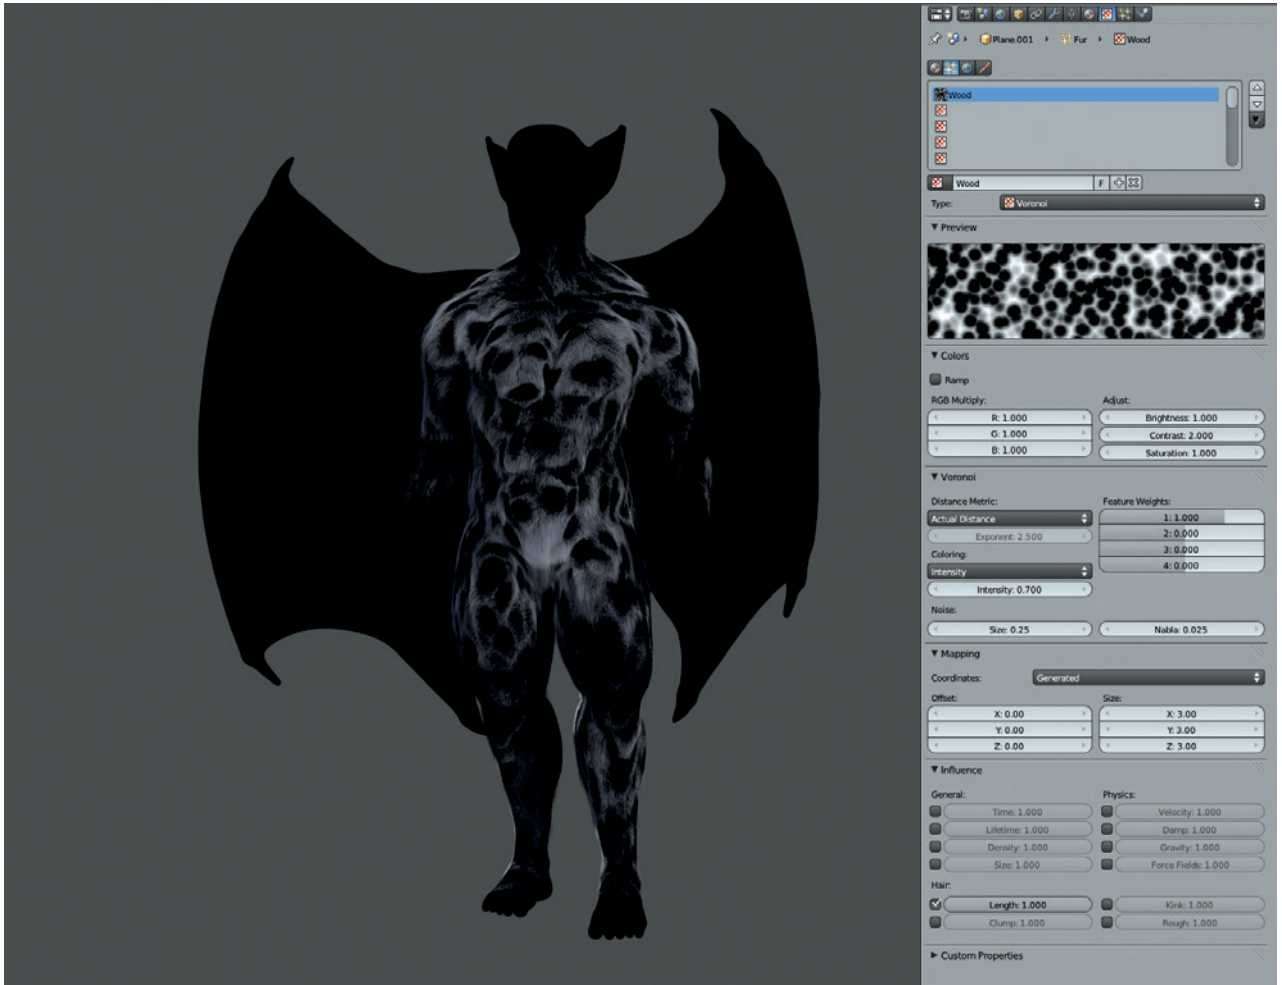 Plane.001 Fur Wood
Wood
Wood F
Type: Voronoi
Preview
Colors
Ramp
RGB Multiply: Adjust:
R: 1.000 Brightness: 1.000
G: 1.000 Contrast: 2.000
B: 1.000 Saturation: 1.000
Voronoi
Distance Metric: Feature Weights:
Actual Distance 1: 1.000
Exponent: 2.500 2: 0.000
Coloring: 3: 0.000
Intensity 4: 0.000
Intensity: 0.700
Noise:
Size: 0.25 Nabla: 0.025
Mapping
Coordinates: Generated
Offset: Size:
X: 0.00 X: 3.00
Y: 0.00 Y: 3.00
Z: 0.00 Z: 3.00
Influence
General: Physics:
Time: 1.000 Velocity: 1.000
Lifetime: 1.000 Damp: 1.000
Density: 1.000 Gravity: 1.000
Size: 1.000 Force Fields: 1.000
Hair:
Length: 1.000 Kink: 1.000
Clump: 1.000 Rough: 1.000
Custom Properties